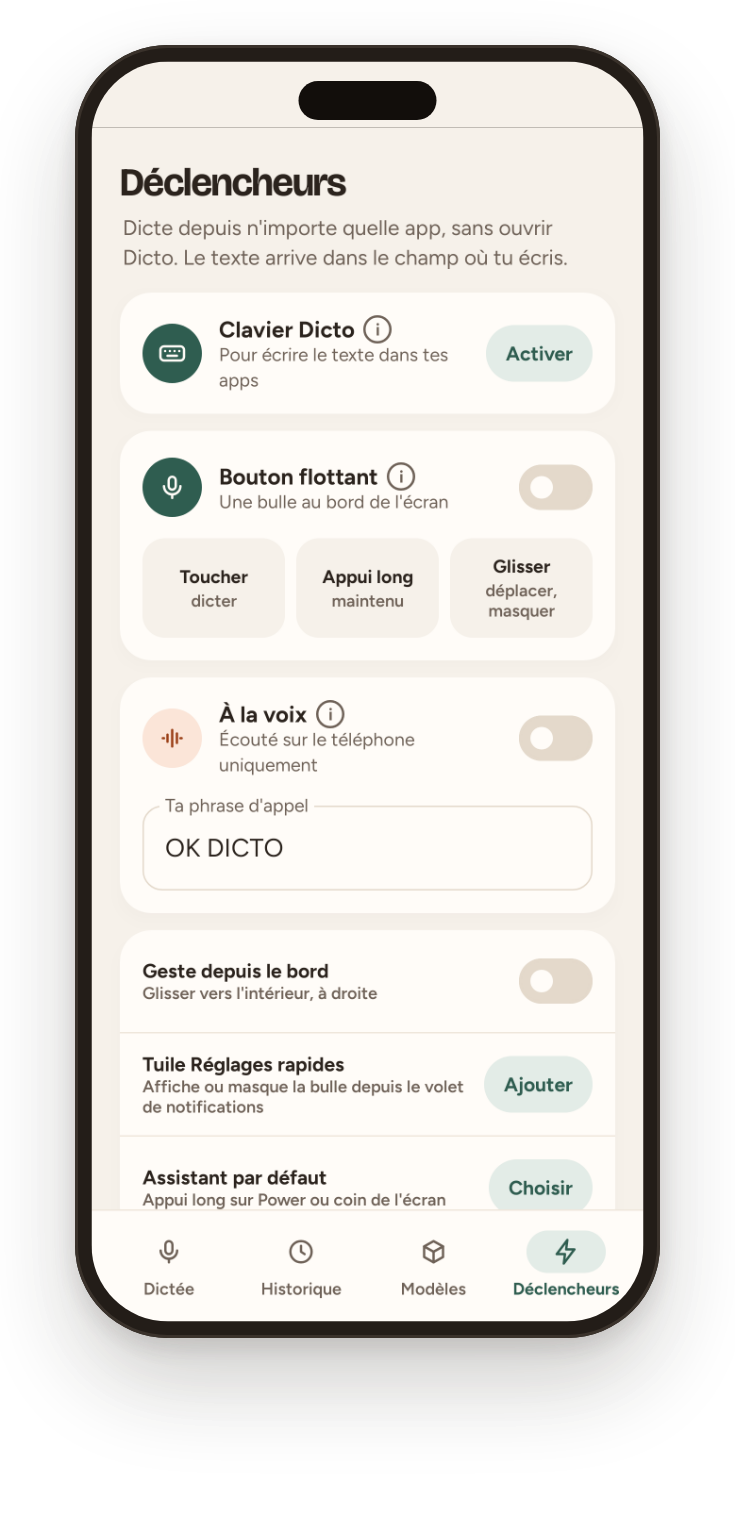 Déclencheurs
Dicte depuis n'importe quelle app, sans ouvrir
Dicto. Le texte arrive dans le champ où tu écris.
Clavier Dicto
Pour écrire le texte dans tes
apps
Activer
Bouton flottant
Une bulle au bord de l'écran
Toucher
dicter
Appui long
maintenu
Glisser
déplacer,
masquer
À la voix
Écouté sur le téléphone
uniquement
Ta phrase d'appel
OK DICTO
Geste depuis le bord
Glisser vers l'intérieur, à droite
Tuile Réglages rapides
Affiche ou masque la bulle depuis le volet
de notifications
Ajouter
Assistant par défaut
Appui long sur Power ou coin de l'écran
Choisir
Dictée
Historique
Modèles
Déclencheurs